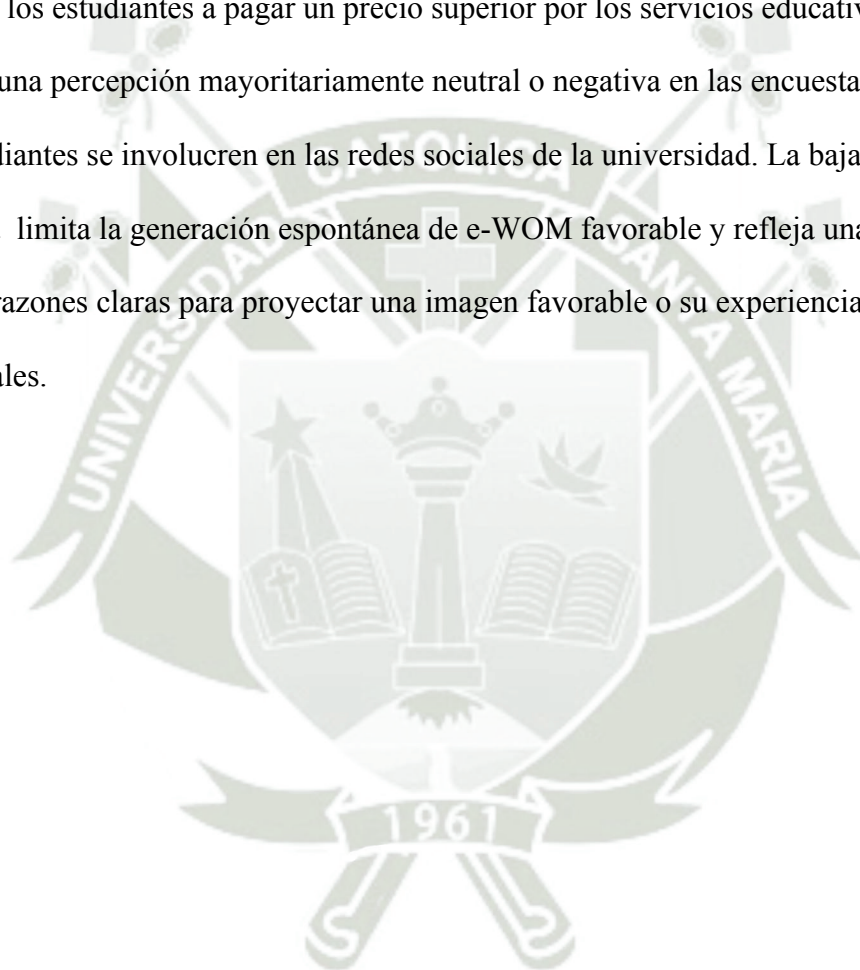 los estudiantes a pagar un precio superior por los servicios educativ
una percepción mayoritariamente neutral o negativa en las encuesta
diantes se involucren en las redes sociales de la universidad. La baja
limita la generación espontánea de e-WOM favorable y refleja una
razones claras para proyectar una imagen favorable o su experiencia
ales.
UNIVERSIDAD CATOLICA SANTA MARIA
1961